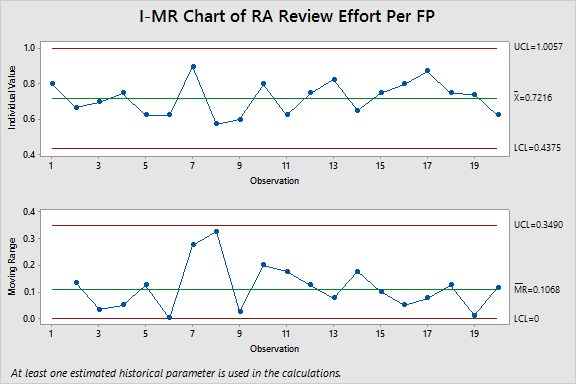 I-MR Chart of RA Review Effort Per FP
Individual Value
1.0
0.8
0.6
0.4
UCL=1.0057
X̄=0.7216
LCL=0.4375
1 3 5 7 9 11 13 15 17 19
Observation
Moving Range
0.4
0.3
0.2
0.1
0.0
UCL=0.3490
M̅R̅=0.1068
LCL=0
1 3 5 7 9 11 13 15 17 19
Observation
At least one estimated historical parameter is used in the calculations.